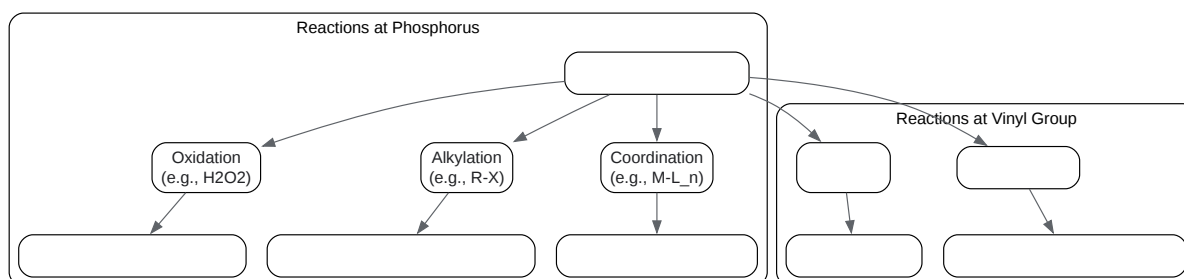 Reactions at Phosphorus
Reactions at Vinyl Group
Oxidation
(e.g., H2O2)
Alkylation
(e.g., R-X)
Coordination
(e.g., M-L_n)